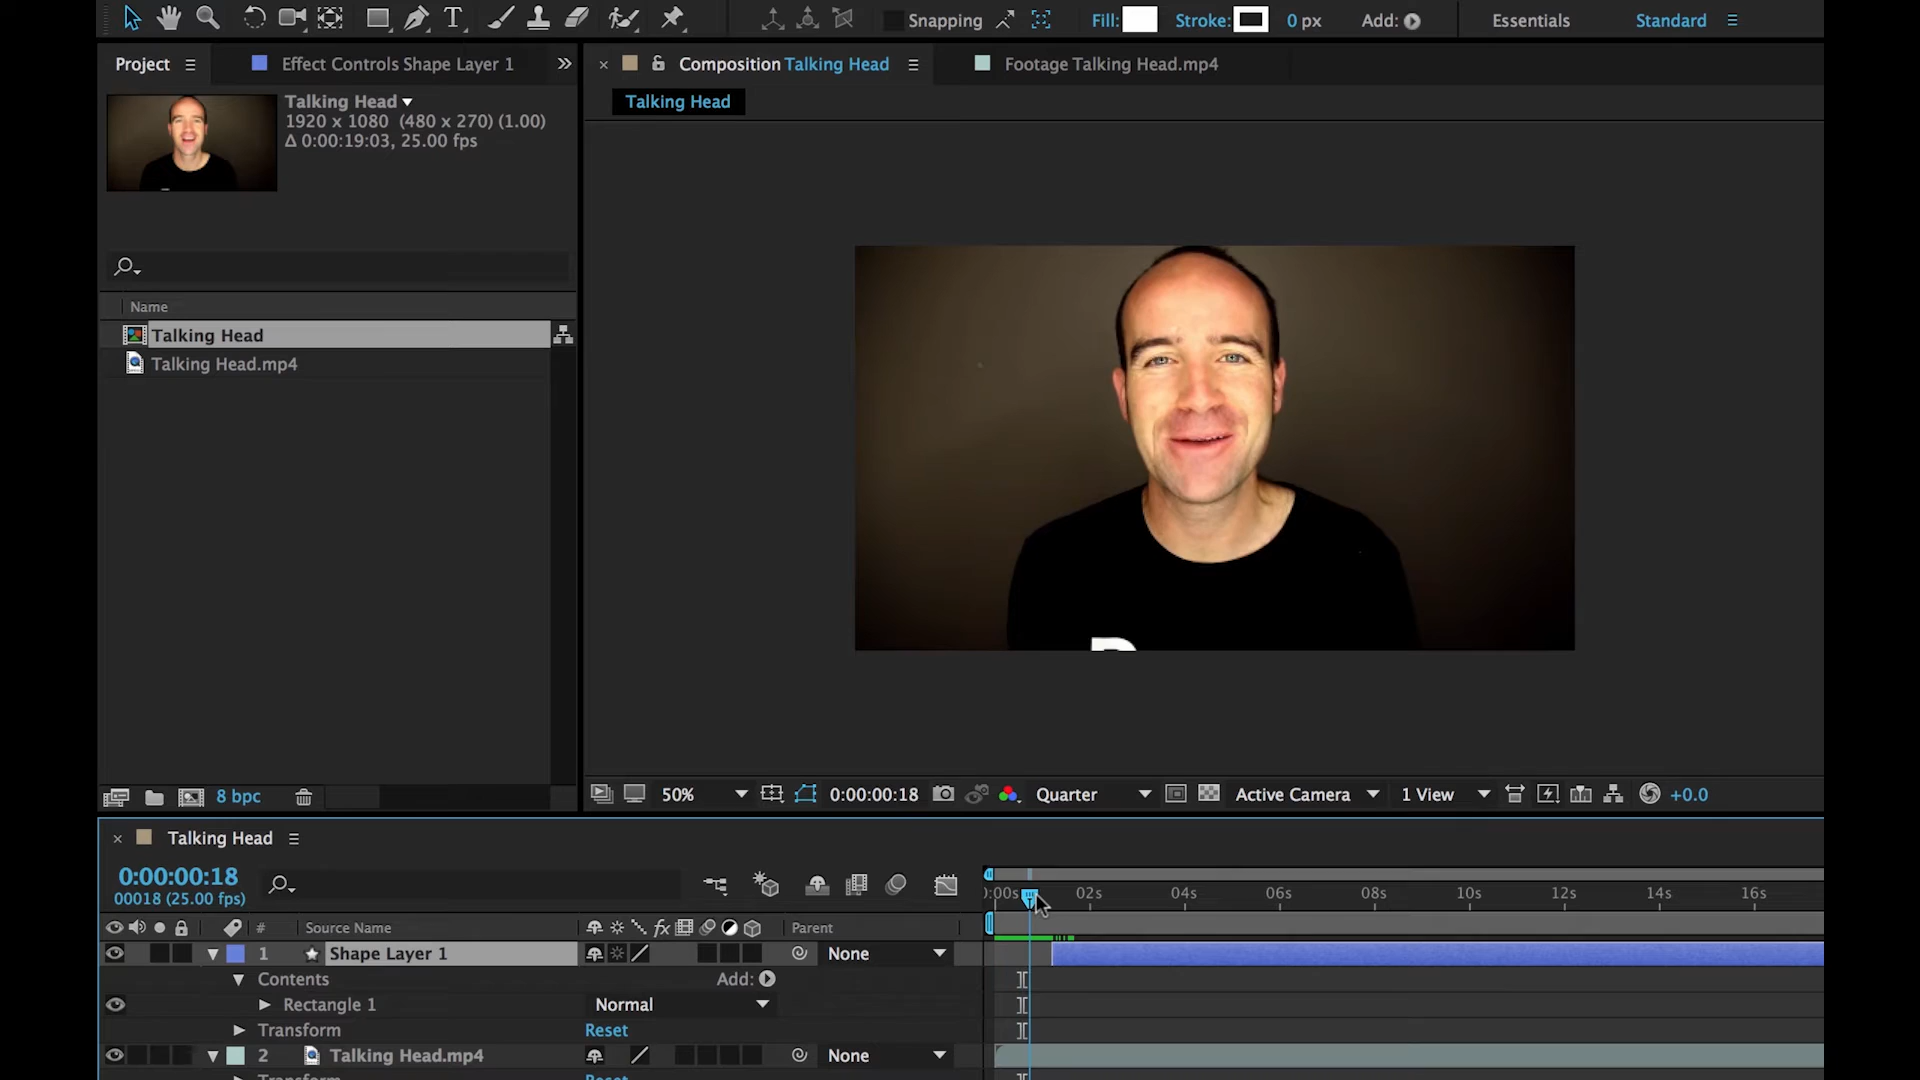 Snapping
Fill:
Stroke:
0 px
Add:
Essentials
Standard
Project
Effect Controls Shape Layer 1
Composition Talking Head
Footage Talking Head.mp4
Talking Head
1920 x 1080 (480 x 270) (1.00)
Δ 0:00:19:03, 25.00 fps
Talking Head
Name
Talking Head
Talking Head.mp4
8 bpc
50%
0:00:00:18
Quarter
Active Camera
1 View
+0.0
Talking Head
0:00:00:18
00018 (25.00 fps)
:00s 02s 04s 06s 08s 10s 12s 14s 16s
# Source Name
fx
Parent
1 Shape Layer 1
None
Contents
Add:
Rectangle 1
Normal
Transform
Reset
2 Talking Head.mp4
None
Transform
Reset